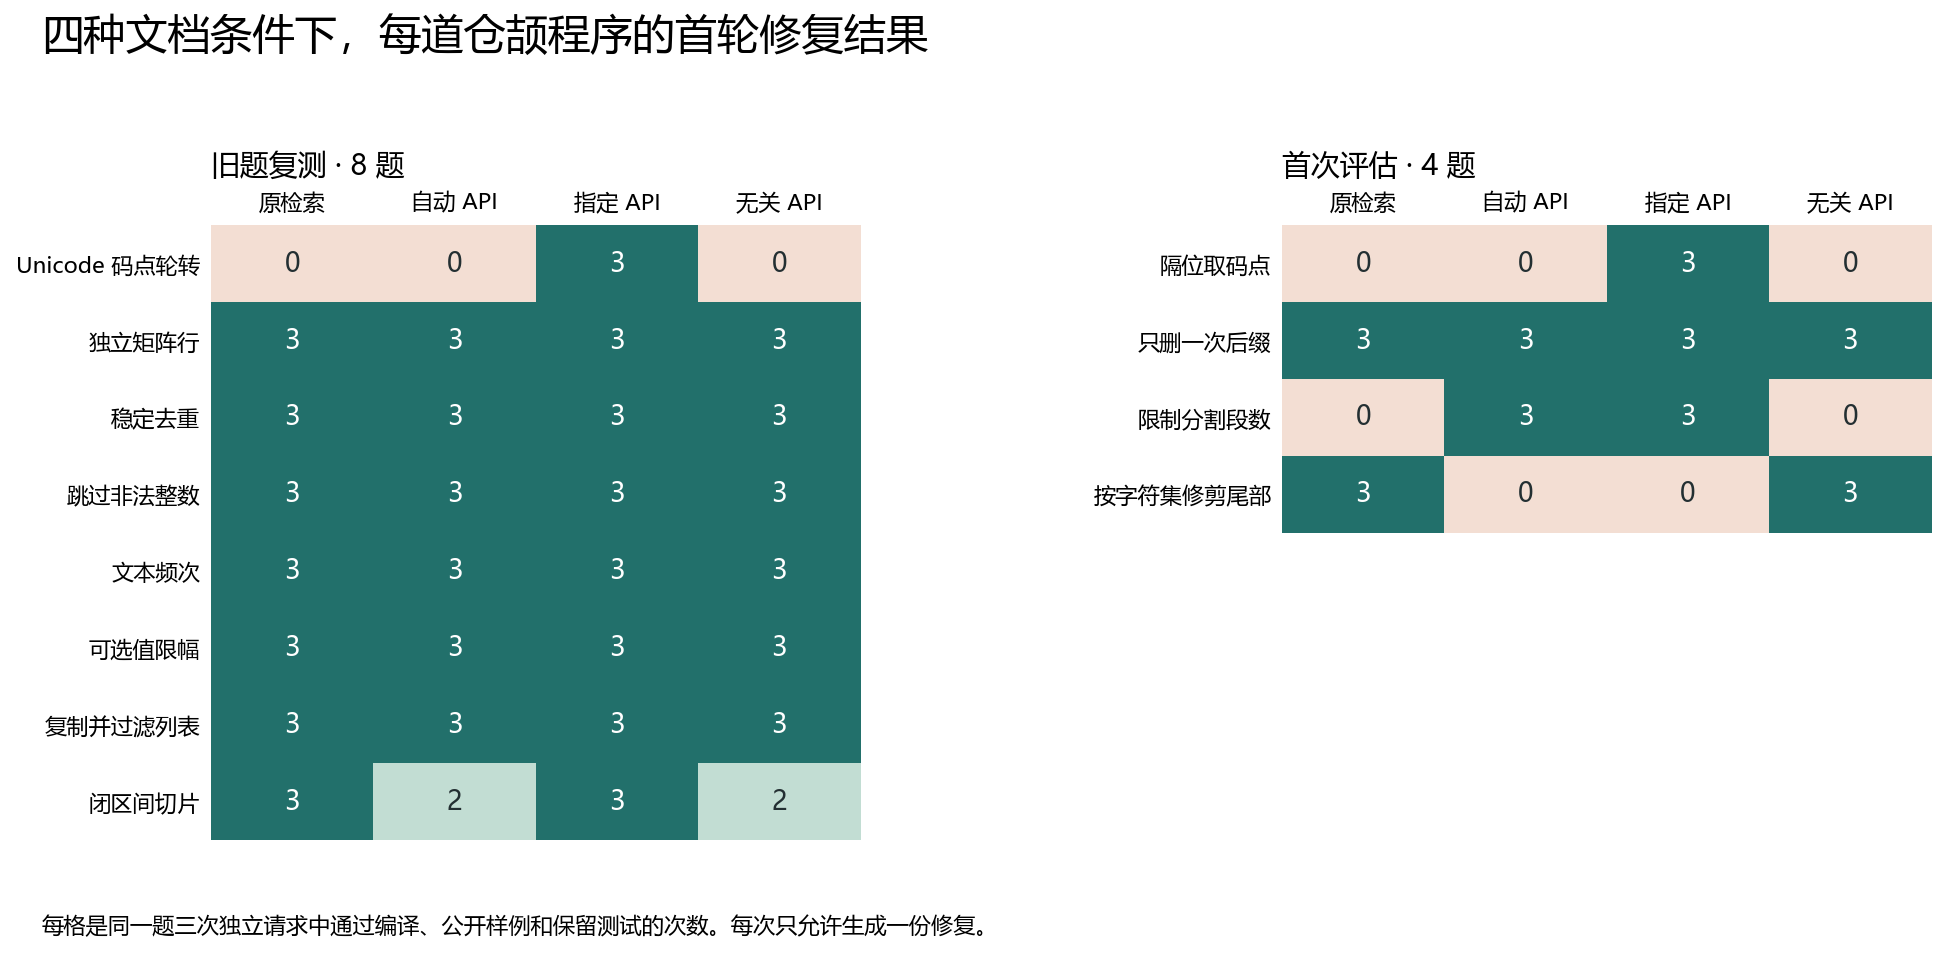 四种文档条件下，每道仓颉程序的首轮修复结果
旧题复测 · 8 题
原检索 自动 API 指定 API 无关 API
Unicode 码点轮转 0 0 3 0
独立矩阵行 3 3 3 3
稳定去重 3 3 3 3
跳过非法整数 3 3 3 3
文本频次 3 3 3 3
可选值限幅 3 3 3 3
复制并过滤列表 3 3 3 3
闭区间切片 3 2 3 2
首次评估 · 4 题
原检索 自动 API 指定 API 无关 API
隔位取码点 0 0 3 0
只删一次后缀 3 3 3 3
限制分割段数 0 3 3 0
按字符集修剪尾部 3 0 0 3
每格是同一题三次独立请求中通过编译、公开样例和保留测试的次数。每次只允许生成一份修复。